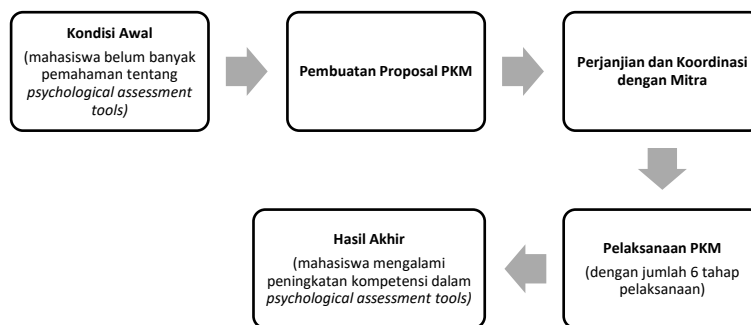 Kondisi Awal
(mahasiswa belum banyak
pemahaman tentang
psychological assessment
tools)
Pembuatan Proposal PKM
Perjanjian dan Koordinasi
dengan Mitra
Pelaksanaan PKM
(dengan jumlah 6 tahap
pelaksanaan)
Hasil Akhir
(mahasiswa mengalami
peningkatan kompetensi dalam
psychological assessment tools)